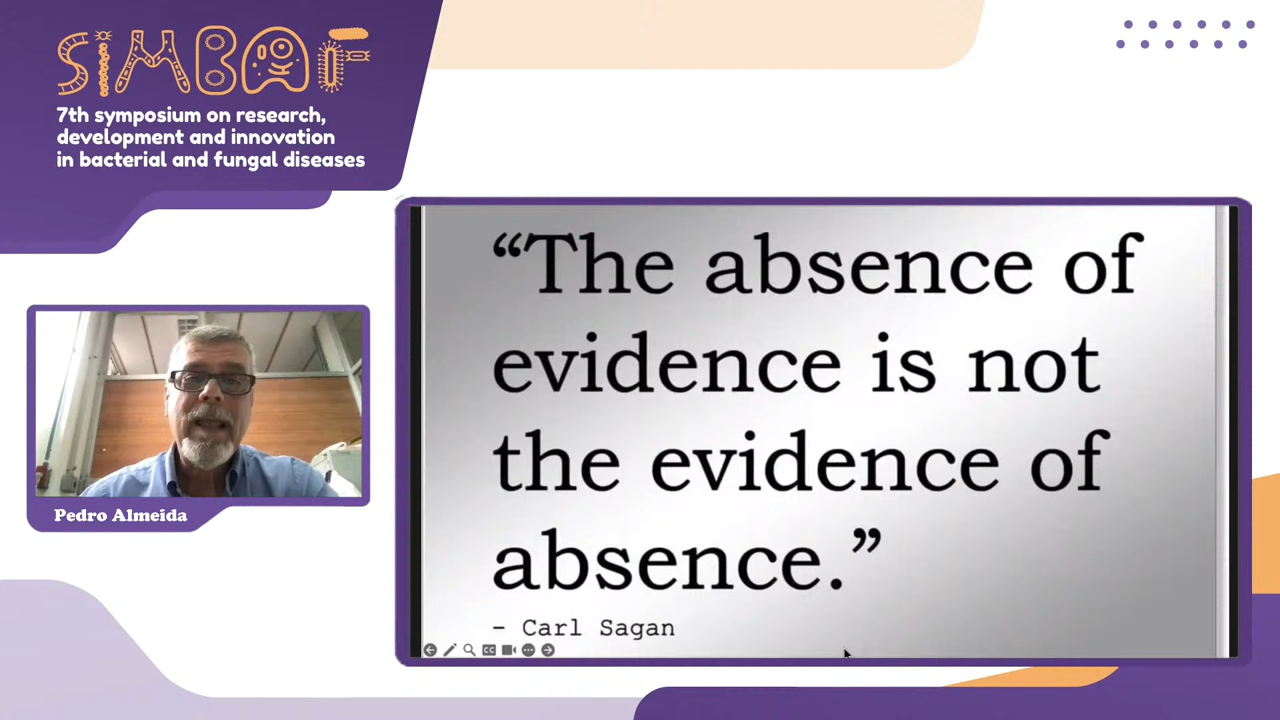 SIMBAF
7th symposium on research,
development and innovation
in bacterial and fungal diseases
Pedro Almeida
“The absence of
evidence is not
the evidence of
absence.”
- Carl Sagan
CC